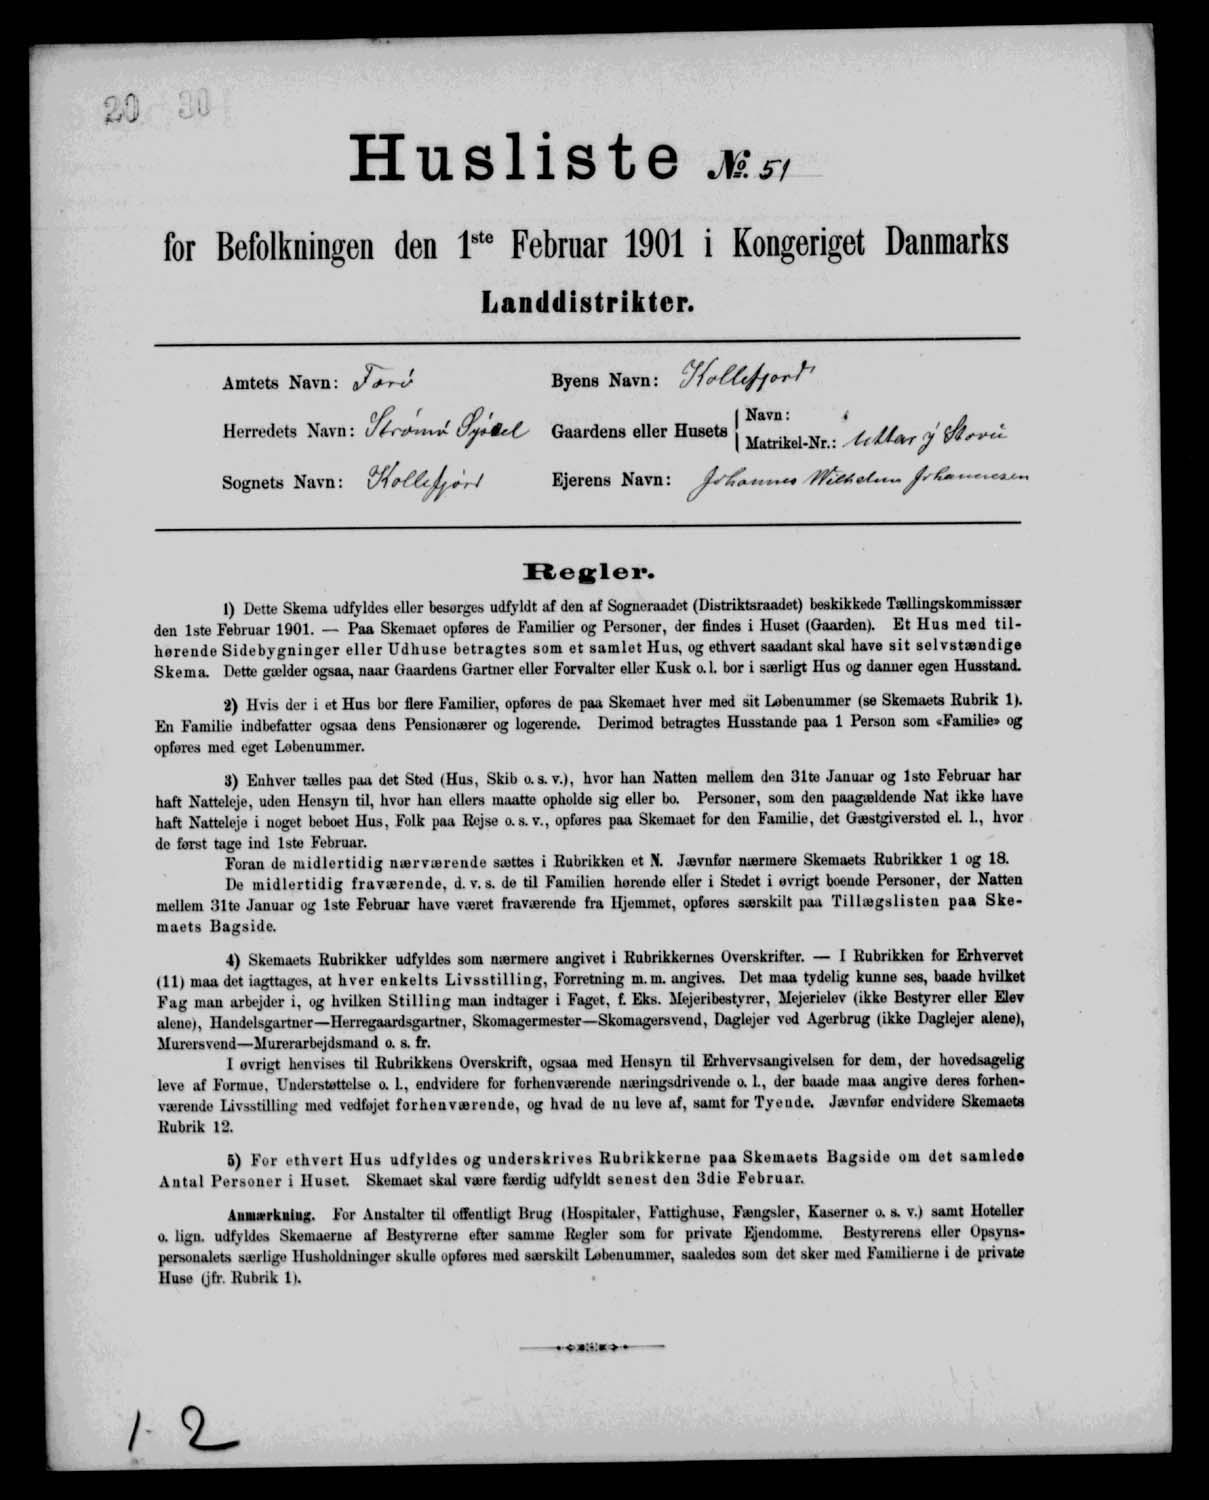 20 30
Husliste No. 51
for Befolkningen den 1ste Februar 1901 i Kongeriget Danmarks
Landdistrikter.
Amtets Navn: Færø Byens Navn: Kollefjord
Herredets Navn: Strømø Syssel Gaardens eller Husets Navn:
Matrikel-Nr.: uttar y Stovu
Sognets Navn: Kollefjord Ejerens Navn: Johannes Wilhelm Johannesen
Regler.
1) Dette Skema udfyldes eller besørges udfyldt af den af Sogneraadet (Distriktsraadet) beskikkede Tællingskommissær
den 1ste Februar 1901. — Paa Skemaet opføres de Familier og Personer, der findes i Huset (Gaarden). Et Hus med til-
hørende Sidebygninger eller Udhuse betragtes som et samlet Hus, og ethvert saadant skal have sit selvstændige
Skema. Dette gælder ogsaa, naar Gaardens Gartner eller Forvalter eller Kusk o. l. bor i særligt Hus og danner egen Husstand.
2) Hvis der i et Hus bor flere Familier, opføres de paa Skemaet hver med sit Løbenummer (se Skemaets Rubrik 1).
En Familie indbefatter ogsaa dens Pensionærer og logerende. Derimod betragtes Husstande paa 1 Person som «Familie» og
opføres med eget Løbenummer.
3) Enhver tælles paa det Sted (Hus, Skib o. s. v.), hvor han Natten mellem den 31te Januar og 1ste Februar har
haft Natteleje, uden Hensyn til, hvor han ellers maatte opholde sig eller bo. Personer, som den paagældende Nat ikke have
haft Natteleje i noget beboet Hus, Folk paa Rejse o. s. v., opføres paa Skemaet for den Familie, det Gæstgiversted el. l., hvor
de først tage ind 1ste Februar.
Foran de midlertidig nærværende sættes i Rubrikken et N. Jævnfør nærmere Skemaets Rubrikker 1 og 18.
De midlertidig fraværende, d. v. s. de til Familien hørende eller i Stedet i øvrigt boende Personer, der Natten
mellem 31te Januar og 1ste Februar have været fraværende fra Hjemmet, opføres særskilt paa Tillægslisten paa Ske-
maets Bagside.
4) Skemaets Rubrikker udfyldes som nærmere angivet i Rubrikkernes Overskrifter. — I Rubrikken for Erhvervet
(11) maa det iagttages, at hver enkelts Livsstilling, Forretning m. m. angives. Det maa tydelig kunne ses, baade hvilket
Fag man arbejder i, og hvilken Stilling man indtager i Faget, f. Eks. Mejeribestyrer, Mejerielev (ikke Bestyrer eller Elev
alene), Handelsgartner—Herregaardsgartner, Skomagermester—Skomagersvend, Daglejer ved Agerbrug (ikke Daglejer alene),
Murersvend—Murerarbejdsmand o. s. fr.
I øvrigt henvises til Rubrikkens Overskrift, ogsaa med Hensyn til Erhvervsangivelsen for dem, der hovedsagelig
leve af Formue, Understøttelse o. l., endvidere for forhenværende næringsdrivende o. l., der baade maa angive deres forhen-
værende Livsstilling med vedføjet forhenværende, og hvad de nu leve af, samt for Tyende. Jævnfør endvidere Skemaets
Rubrik 12.
5) For ethvert Hus udfyldes og underskrives Rubrikkerne paa Skemaets Bagside om det samlede
Antal Personer i Huset. Skemaet skal være færdig udfyldt senest den 3die Februar.
Anmærkning. For Anstalter til offentligt Brug (Hospitaler, Fattighuse, Fængsler, Kaserner o. s. v.) samt Hoteller
o. lign. udfyldes Skemaerne af Bestyrerne efter samme Regler som for private Ejendomme. Bestyrerens eller Opsyns-
personalets særlige Husholdninger skulle opføres med særskilt Løbenummer, saaledes som det sker med Familierne i de private
Huse (jfr. Rubrik 1).
1-2